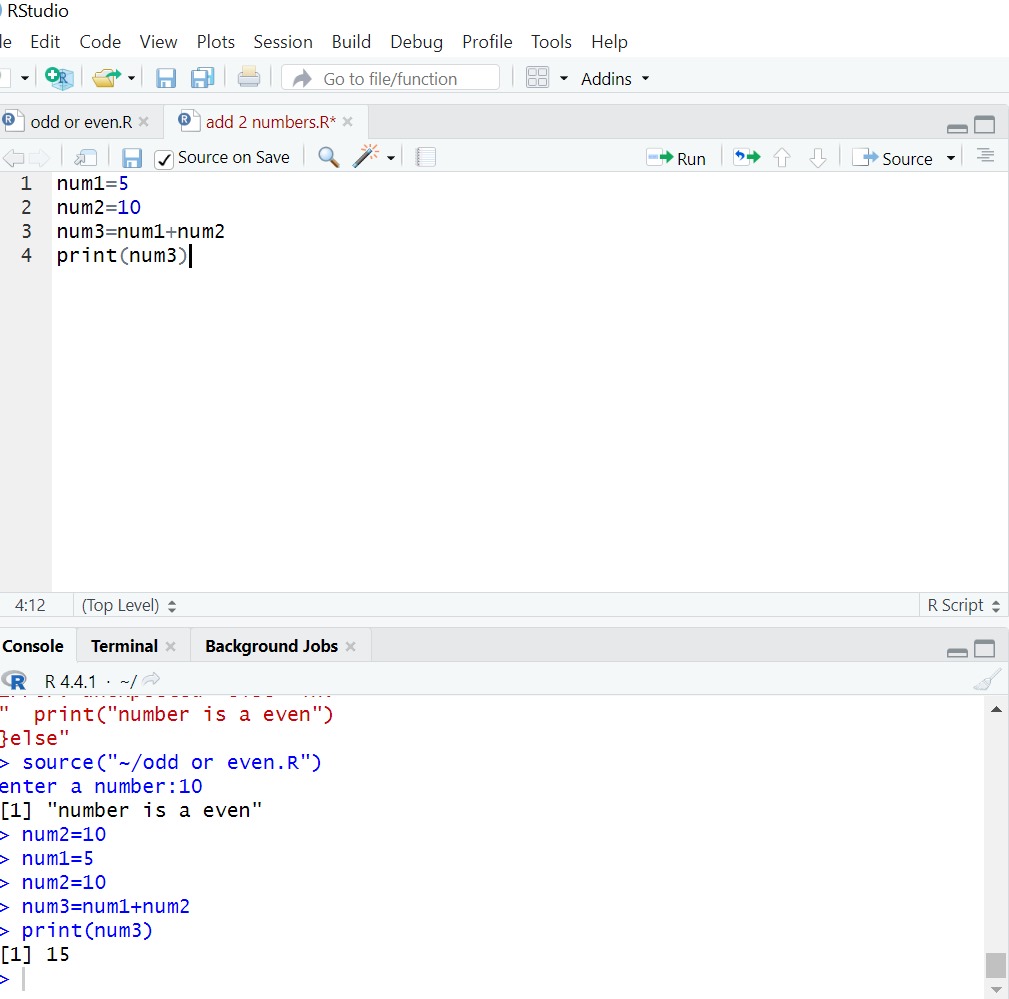 RStudio
le Edit Code View Plots Session Build Debug Profile Tools Help
Go to file/function Addins
odd or even.R add 2 numbers.R*
Source on Save Run Source
1 num1=5
2 num2=10
3 num3=num1+num2
4 print(num3)
4:12 (Top Level) R Script
Console Terminal Background Jobs
R 4.4.1 · ~/
" print("number is a even")
}else"
> source("~/odd or even.R")
enter a number:10
[1] "number is a even"
> num2=10
> num1=5
> num2=10
> num3=num1+num2
> print(num3)
[1] 15
>